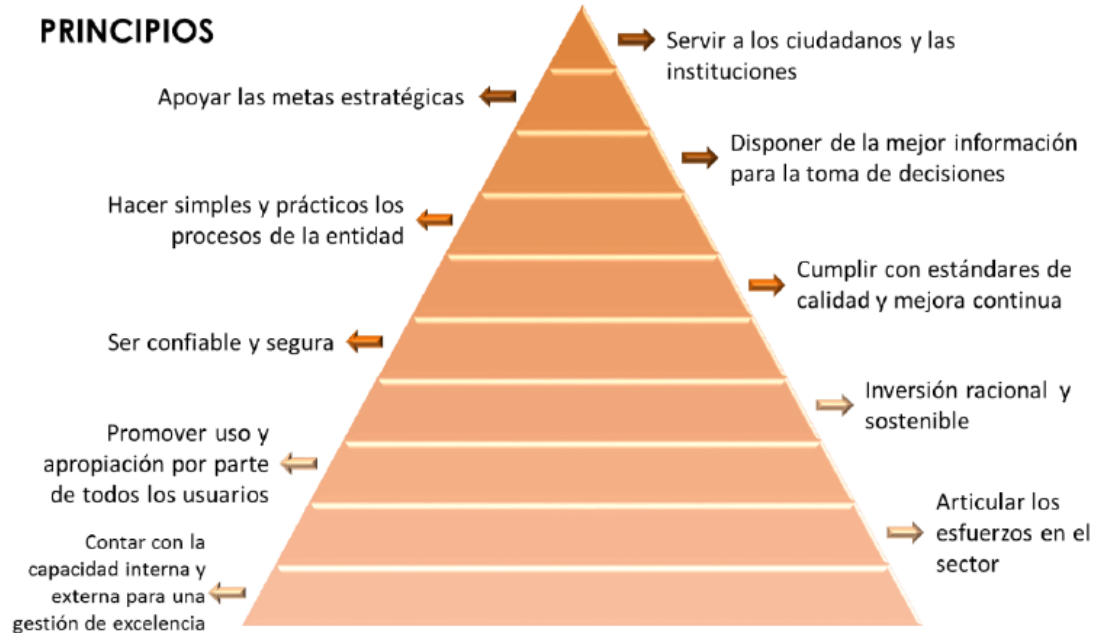 PRINCIPIOS
Servir a los ciudadanos y las
instituciones
Apoyar las metas estratégicas
Disponer de la mejor información
para la toma de decisiones
Hacer simples y prácticos los
procesos de la entidad
Cumplir con estándares de
calidad y mejora continua
Ser confiable y segura
Inversión racional y
sostenible
Promover uso y
apropiación por parte
de todos los usuarios
Articular los
esfuerzos en el
sector
Contar con la
capacidad interna y
externa para una
gestión de excelencia